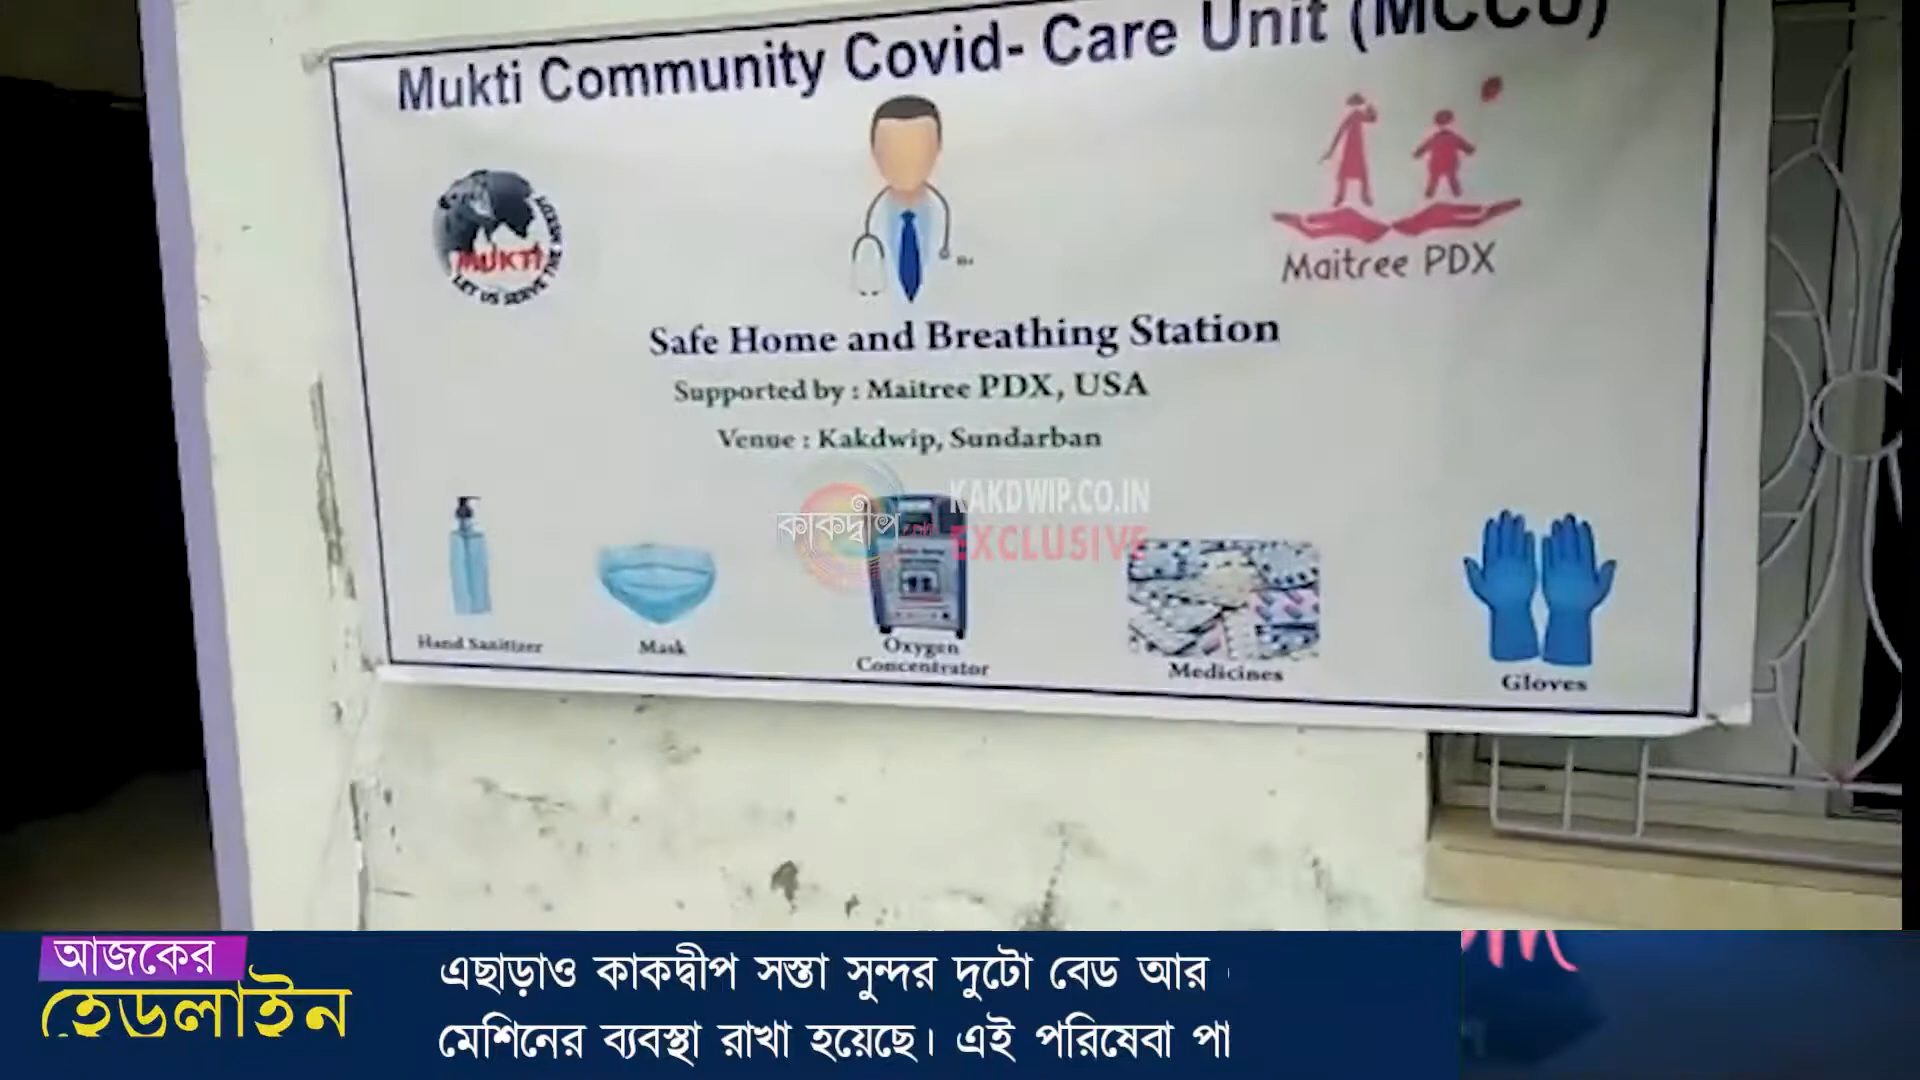 Mukti Community Covid- Care Unit (MCCU)
MUKTI
LET US SERVE THE NEEDY
Maitree PDX
Safe Home and Breathing Station
Supported by : Maitree PDX, USA
Venue : Kakdwip, Sundarban
কাকদ্বীপ.com
KAKDWIP.CO.IN
EXCLUSIVE
Hand Sanitizer
Mask
Oxygen
Concentrator
Medicines
Gloves
আজকের
হেডলাইন
এছাড়াও কাকদ্বীপ সস্তা সুন্দর দুটো বেড আর
মেশিনের ব্যবস্থা রাখা হয়েছে। এই পরিষেবা পা